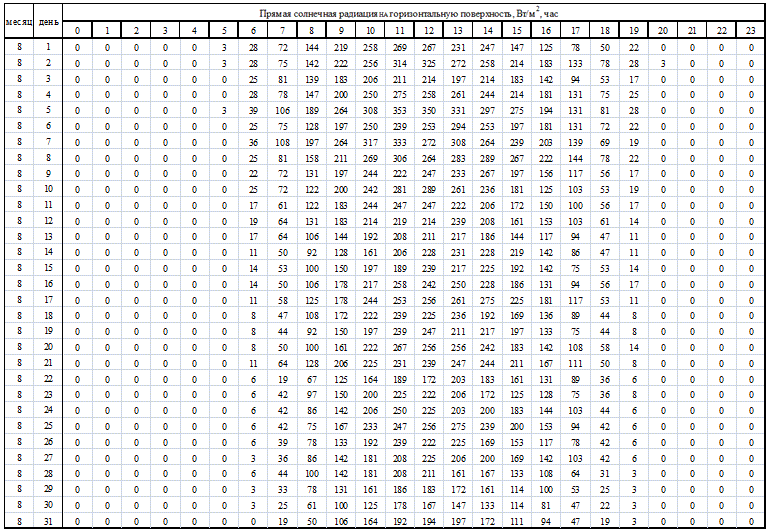 месяц день Прямая солнечная радиация на горизонтальную поверхность, Вт/м², час
0 1 2 3 4 5 6 7 8 9 10 11 12 13 14 15 16 17 18 19 20 21 22 23
8 1 0 0 0 0 0 3 28 72 144 219 258 269 267 231 247 147 125 78 50 22 0 0 0 0
8 2 0 0 0 0 0 3 28 75 142 222 256 314 325 272 258 214 183 133 78 28 3 0 0 0
8 3 0 0 0 0 0 0 25 81 139 183 206 211 214 197 214 183 142 94 53 17 0 0 0 0
8 4 0 0 0 0 0 0 28 78 147 200 250 275 258 261 244 214 181 131 75 25 0 0 0 0
8 5 0 0 0 0 0 3 39 106 189 264 308 353 350 331 297 275 194 131 81 28 0 0 0 0
8 6 0 0 0 0 0 0 25 75 128 197 250 239 253 294 253 197 181 131 72 22 0 0 0 0
8 7 0 0 0 0 0 0 36 108 197 264 317 333 272 308 264 239 203 139 69 19 0 0 0 0
8 8 0 0 0 0 0 0 25 81 158 211 269 306 264 283 289 267 222 144 78 22 0 0 0 0
8 9 0 0 0 0 0 0 22 72 131 197 244 222 247 233 267 197 156 117 56 17 0 0 0 0
8 10 0 0 0 0 0 0 25 72 122 200 242 281 289 261 236 181 125 103 53 19 0 0 0 0
8 11 0 0 0 0 0 0 17 61 122 183 244 247 247 222 206 172 150 100 56 17 0 0 0 0
8 12 0 0 0 0 0 0 19 64 131 183 214 219 214 239 208 161 153 103 61 14 0 0 0 0
8 13 0 0 0 0 0 0 17 64 106 144 192 208 211 217 186 144 117 94 47 11 0 0 0 0
8 14 0 0 0 0 0 0 11 50 92 128 161 206 228 231 228 219 142 86 47 11 0 0 0 0
8 15 0 0 0 0 0 0 14 53 100 150 197 189 239 217 225 192 142 75 53 14 0 0 0 0
8 16 0 0 0 0 0 0 14 50 106 178 217 258 242 250 228 186 131 94 56 17 0 0 0 0
8 17 0 0 0 0 0 0 11 58 125 178 244 253 256 261 275 225 181 117 53 11 0 0 0 0
8 18 0 0 0 0 0 0 8 47 108 172 222 239 225 236 192 169 136 89 44 8 0 0 0 0
8 19 0 0 0 0 0 0 8 44 92 150 197 239 247 211 217 197 133 75 44 8 0 0 0 0
8 20 0 0 0 0 0 0 8 50 100 161 222 267 256 256 242 183 142 108 58 14 0 0 0 0
8 21 0 0 0 0 0 0 11 64 128 206 225 231 239 247 244 211 167 111 50 8 0 0 0 0
8 22 0 0 0 0 0 0 6 19 67 125 164 189 172 203 183 161 131 89 36 6 0 0 0 0
8 23 0 0 0 0 0 0 6 42 97 150 200 225 222 206 172 125 128 75 36 8 0 0 0 0
8 24 0 0 0 0 0 0 6 42 86 142 206 250 225 203 200 183 144 103 44 6 0 0 0 0
8 25 0 0 0 0 0 0 6 42 75 167 233 247 256 275 239 200 153 94 42 6 0 0 0 0
8 26 0 0 0 0 0 0 6 39 78 133 192 239 222 225 169 153 117 78 42 6 0 0 0 0
8 27 0 0 0 0 0 0 3 36 86 142 181 208 225 206 200 169 142 103 42 6 0 0 0 0
8 28 0 0 0 0 0 0 6 44 100 142 181 208 211 161 167 133 108 64 31 3 0 0 0 0
8 29 0 0 0 0 0 0 3 33 78 131 161 186 183 172 161 114 100 53 25 3 0 0 0 0
8 30 0 0 0 0 0 0 3 25 61 100 125 178 167 147 133 114 81 47 22 3 0 0 0 0
8 31 0 0 0 0 0 0 0 19 50 106 164 192 194 197 172 111 94 47 19 3 0 0 0 0